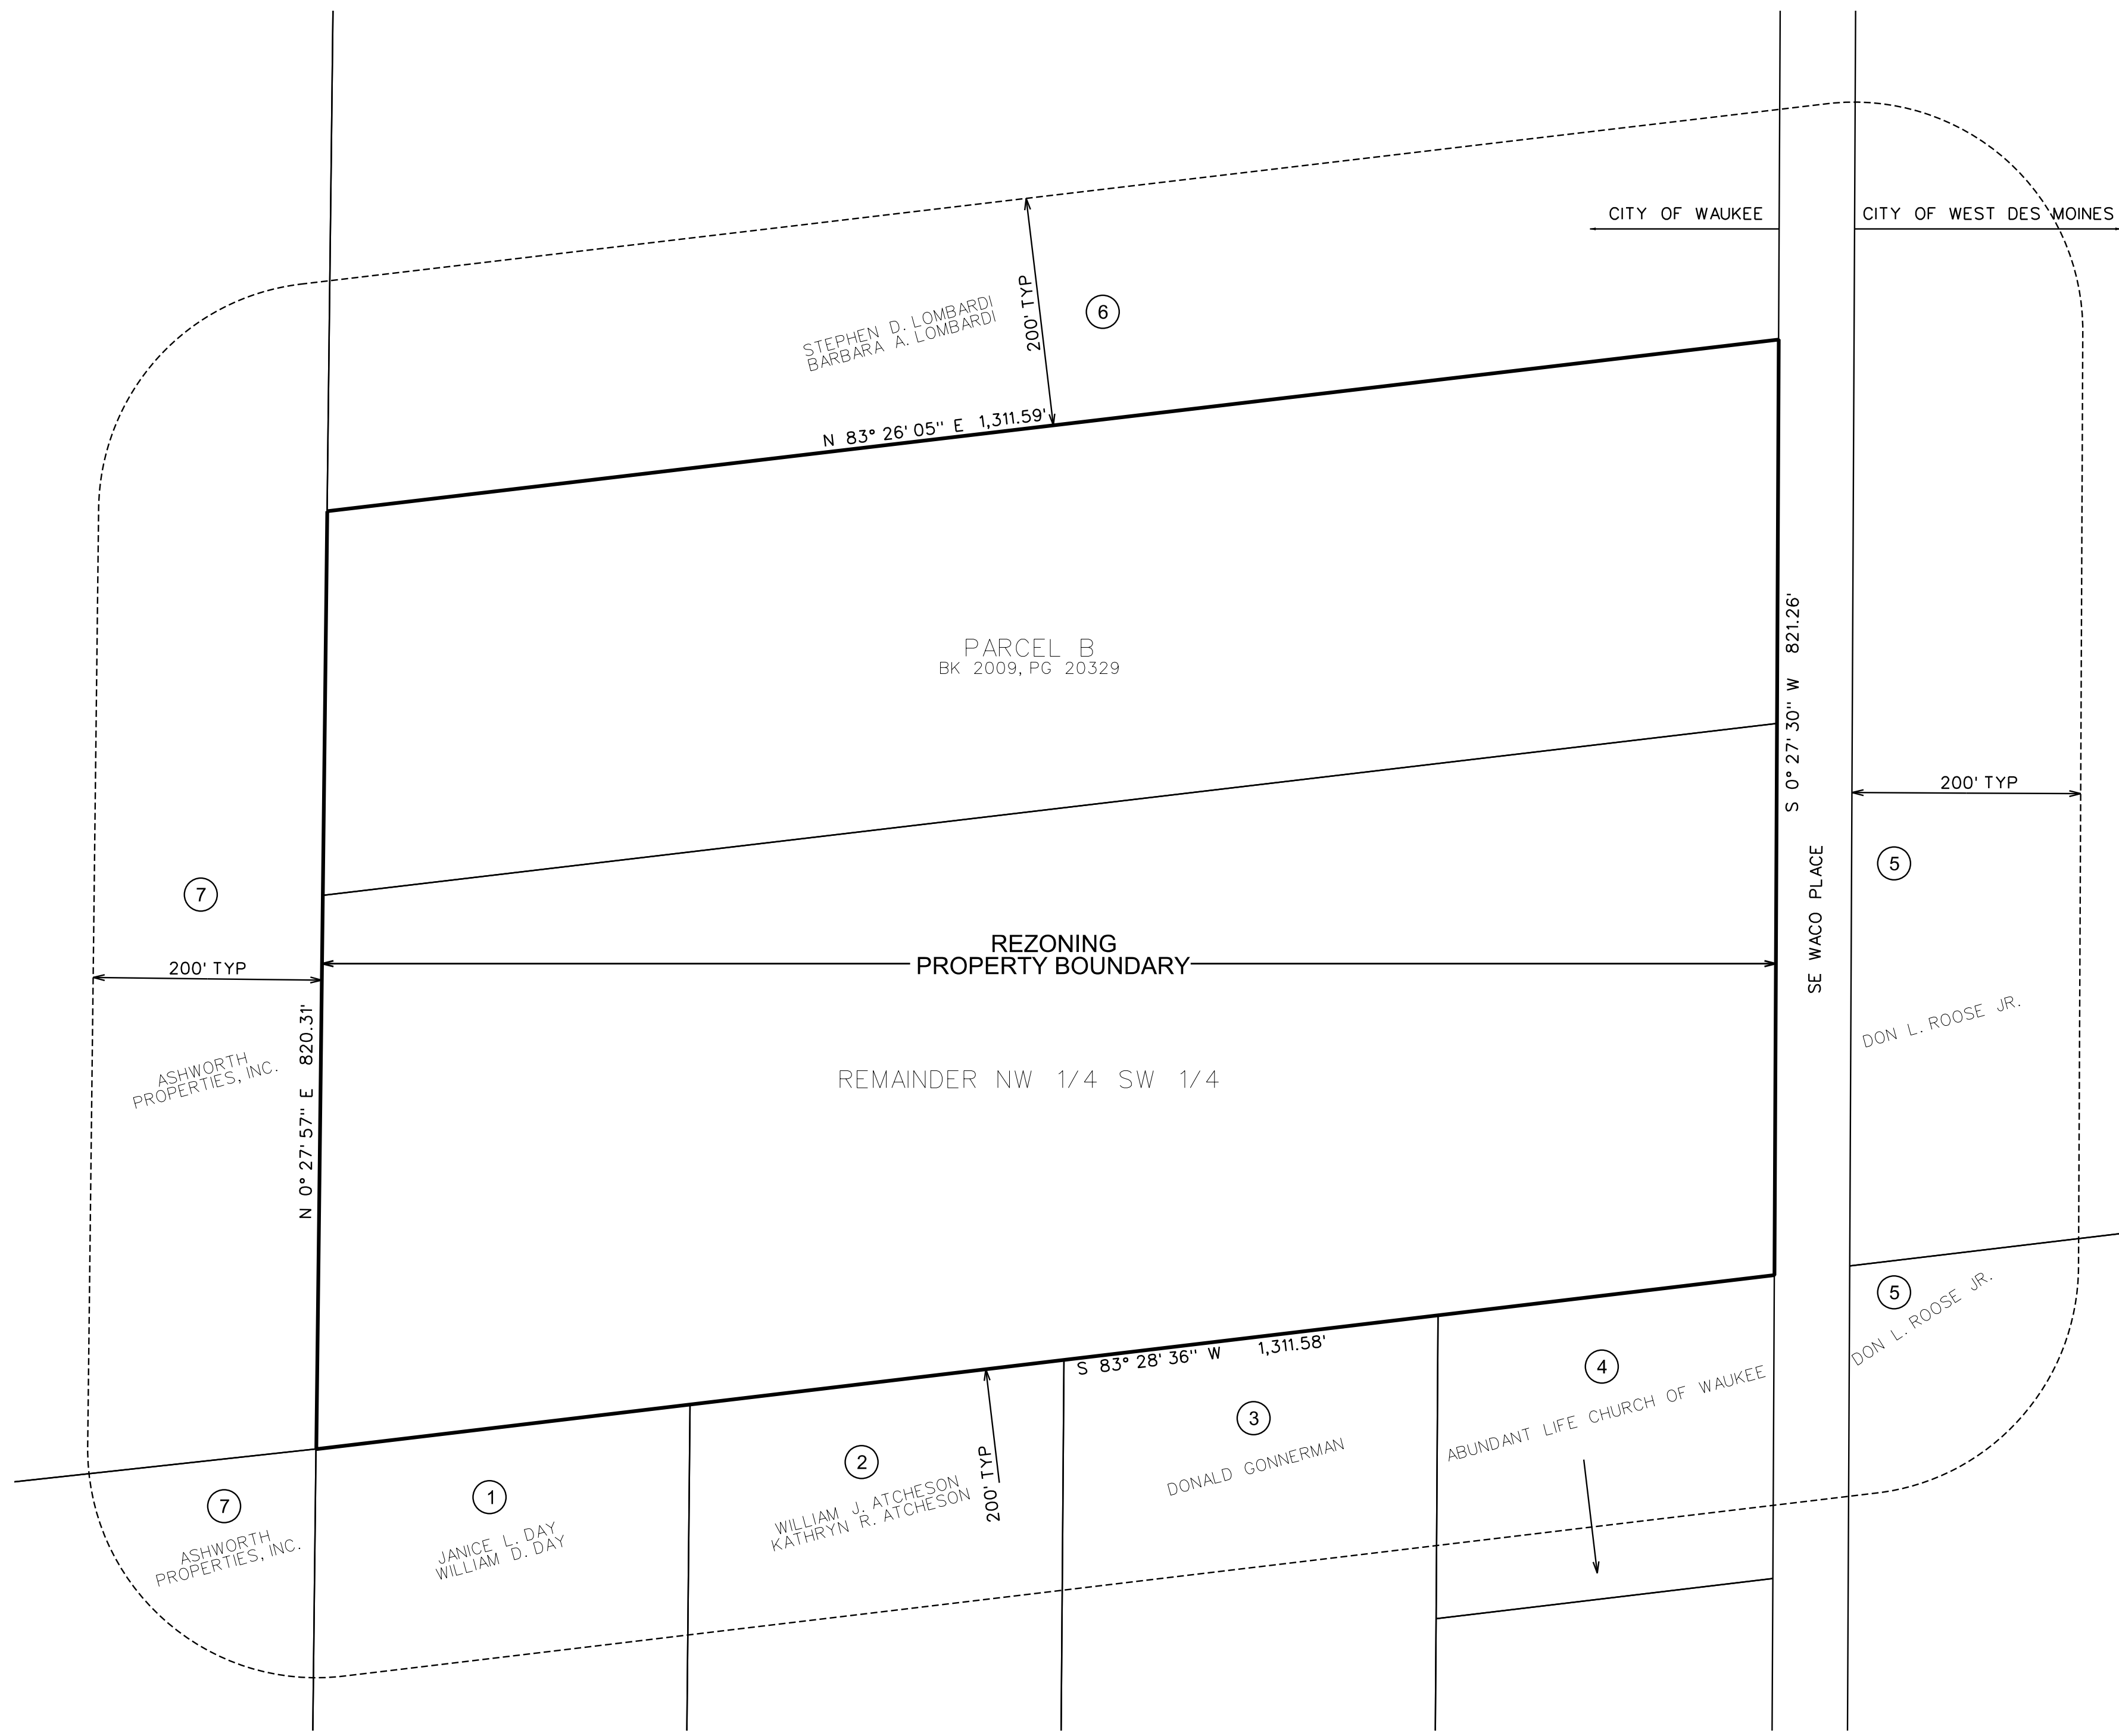 CITY OF WAUKEE
CITY OF WEST DES MOINES
STEPHEN D. LOMBARDI
BARBARA A. LOMBARDI
200' TYP
6
N 83° 26' 05" E 1,311.59'
PARCEL B
BK 2009, PG 20329
S 0° 27' 30" W 821.26'
200' TYP
SE WACO PLACE
5
7
200' TYP
REZONING
PROPERTY BOUNDARY
N 0° 27' 57" E 820.31'
DON L. ROOSE JR.
ASHWORTH
PROPERTIES, INC.
REMAINDER NW 1/4 SW 1/4
5
DON L. ROOSE JR.
S 83° 28' 36" W 1,311.58'
4
ABUNDANT LIFE CHURCH OF WAUKEE
3
DONALD GONNERMAN
2
WILLIAM J. ATCHESON
KATHRYN R. ATCHESON
200' TYP
1
JANICE L. DAY
WILLIAM D. DAY
7
ASHWORTH
PROPERTIES, INC.